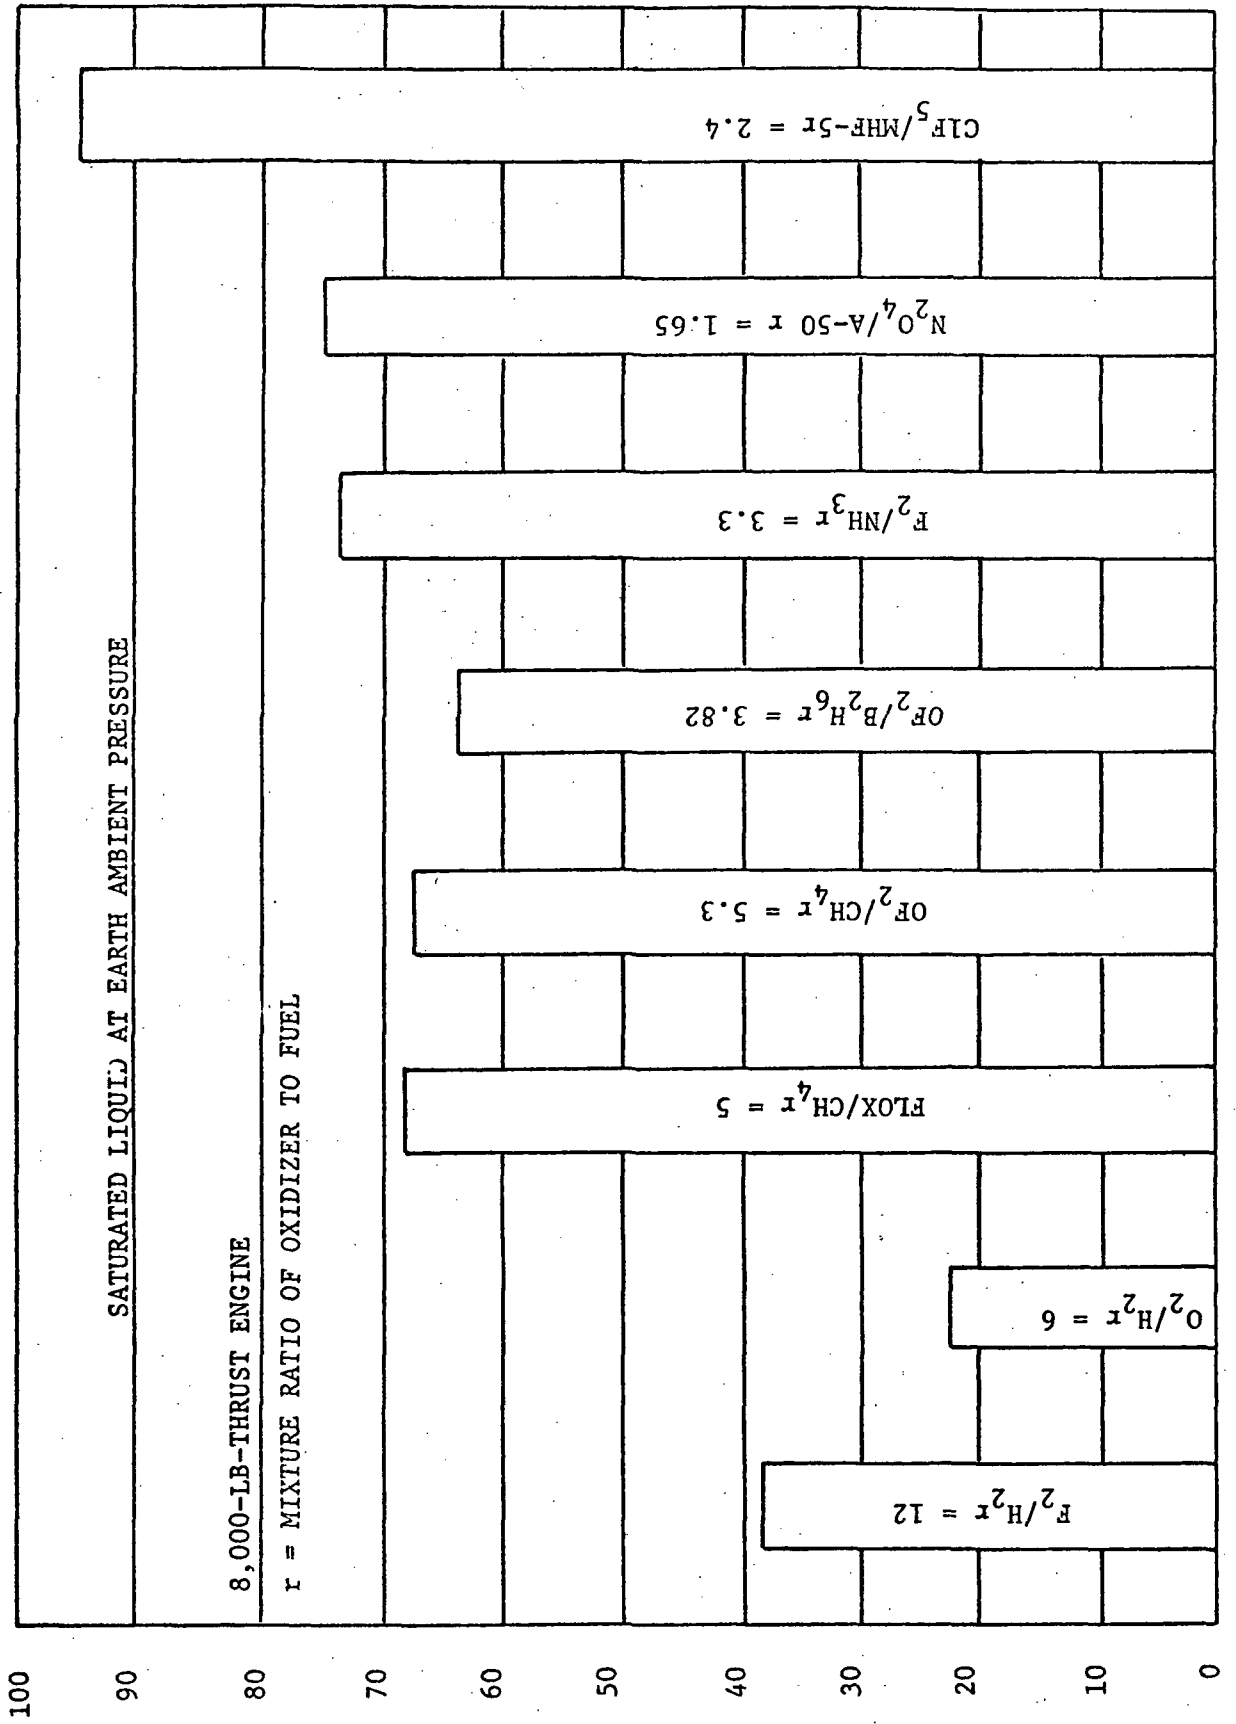 SATURATED LIQUID AT EARTH AMBIENT PRESSURE
8,000-LB-THRUST ENGINE
r = MIXTURE RATIO OF OXIDIZER TO FUEL
100
90
80
70
60
50
40
30
20
10
0
F₂/H₂r = 12
O₂/H₂r = 6
FLOX/CH₄r = 5
OF₂/CH₄r = 5.3
OF₂/B₂H₆r = 3.82
F₂/NH₃r = 3.3
N₂O₄/A-50 r = 1.65
ClF₅/MHF-5r = 2.4